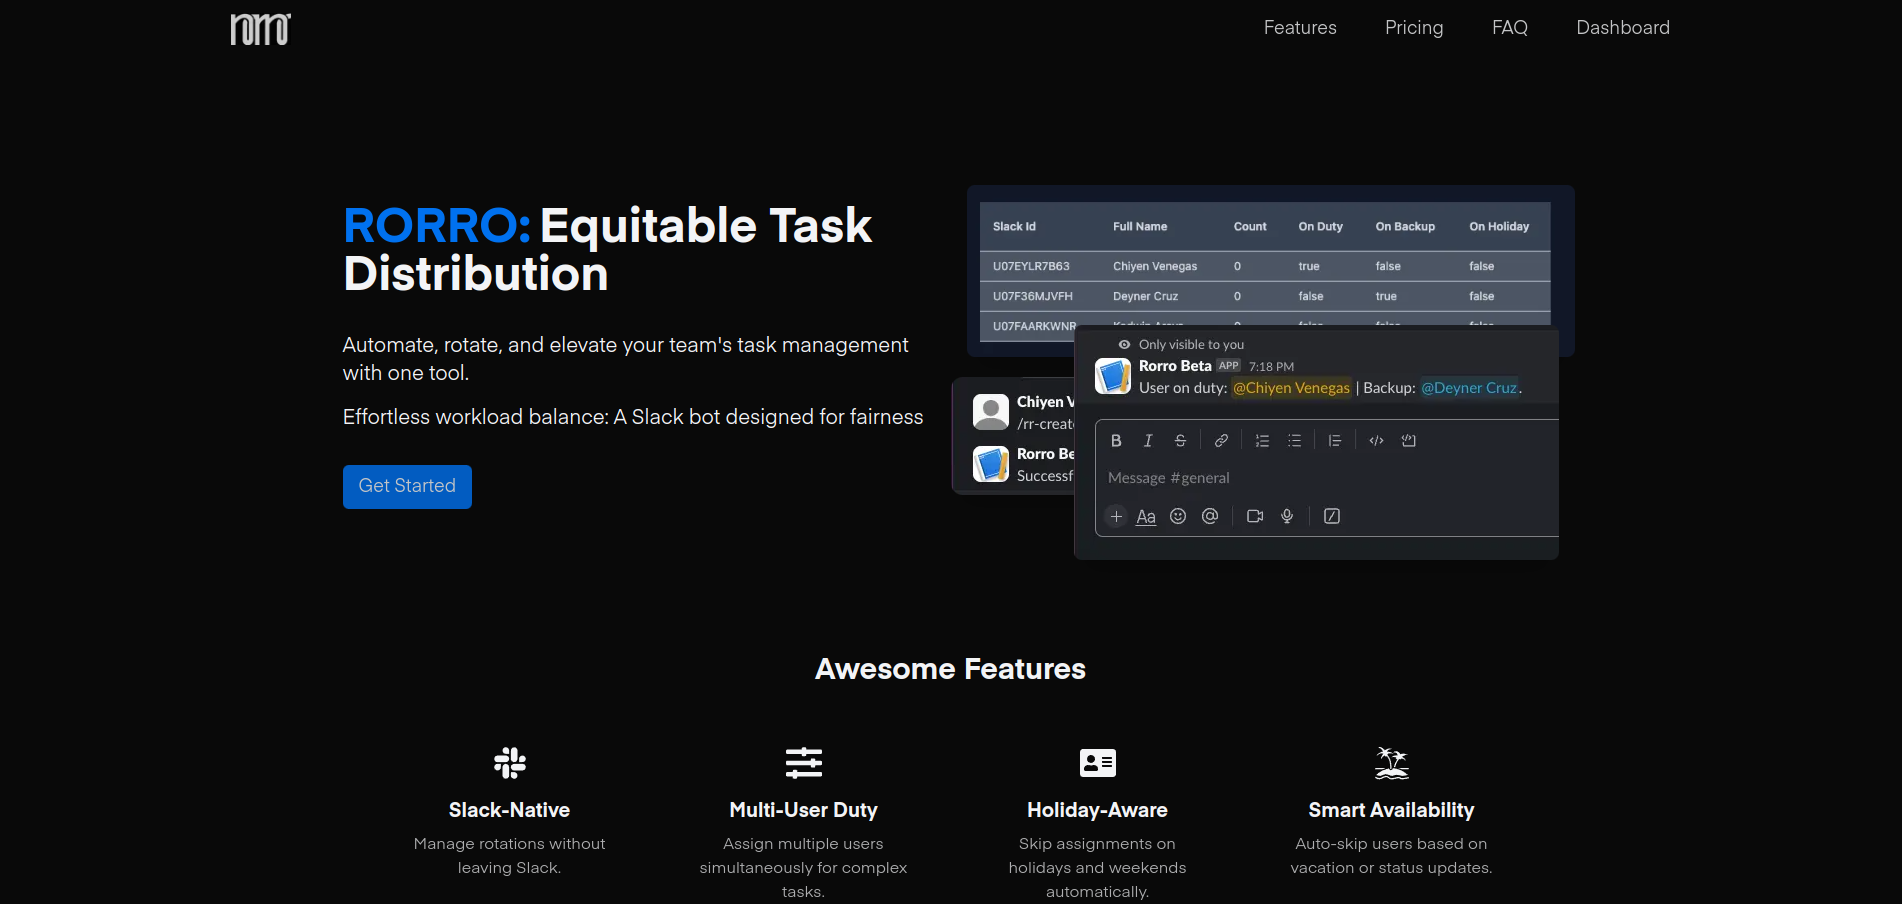 rorro
Features Pricing FAQ Dashboard
RORRO: Equitable Task
Distribution
Automate, rotate, and elevate your team's task management
with one tool.
Effortless workload balance: A Slack bot designed for fairness
Get Started
Slack Id Full Name Count On Duty On Backup On Holiday
U07EYLR7B63 Chiyen Venegas 0 true false false
U07F36MJVFH Deyner Cruz 0 false true false
U07FAARKWNR
Only visible to you
Rorro Beta APP 7:18 PM
User on duty: @Chiyen Venegas | Backup: @Deyner Cruz.
Chiyen V
/rr-creat
Rorro Be
Successf
B I S
Message #general
Aa
Awesome Features
Slack-Native
Manage rotations without
leaving Slack.
Multi-User Duty
Assign multiple users
simultaneously for complex
tasks.
Holiday-Aware
Skip assignments on
holidays and weekends
automatically.
Smart Availability
Auto-skip users based on
vacation or status updates.